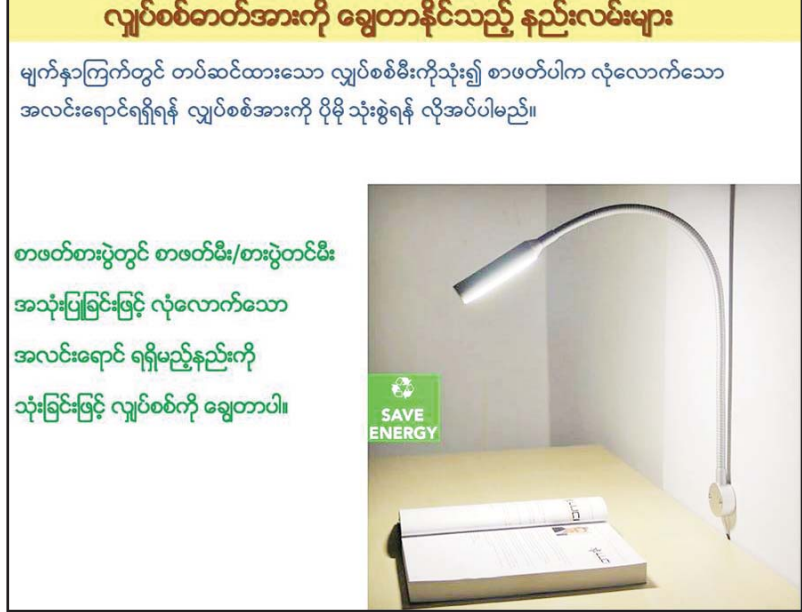 လျှပ်စစ်ဓာတ်အားကို ချွေတာနိုင်သည့် နည်းလမ်းများ
မျက်နှာကြက်တွင် တပ်ဆင်ထားသော လျှပ်စစ်မီးကိုသုံး၍ စာဖတ်ပါက လုံလောက်သော
အလင်းရောင်ရရှိရန် လျှပ်စစ်အားကို ပိုမို သုံးစွဲရန် လိုအပ်ပါမည်။
စာဖတ်စားပွဲတွင် စာဖတ်မီး/စားပွဲတင်မီး
အသုံးပြုခြင်းဖြင့် လုံလောက်သော
အလင်းရောင် ရရှိမည့်နည်းကို
သုံးခြင်းဖြင့် လျှပ်စစ်ကို ချွေတာပါ။
SAVE
ENERGY